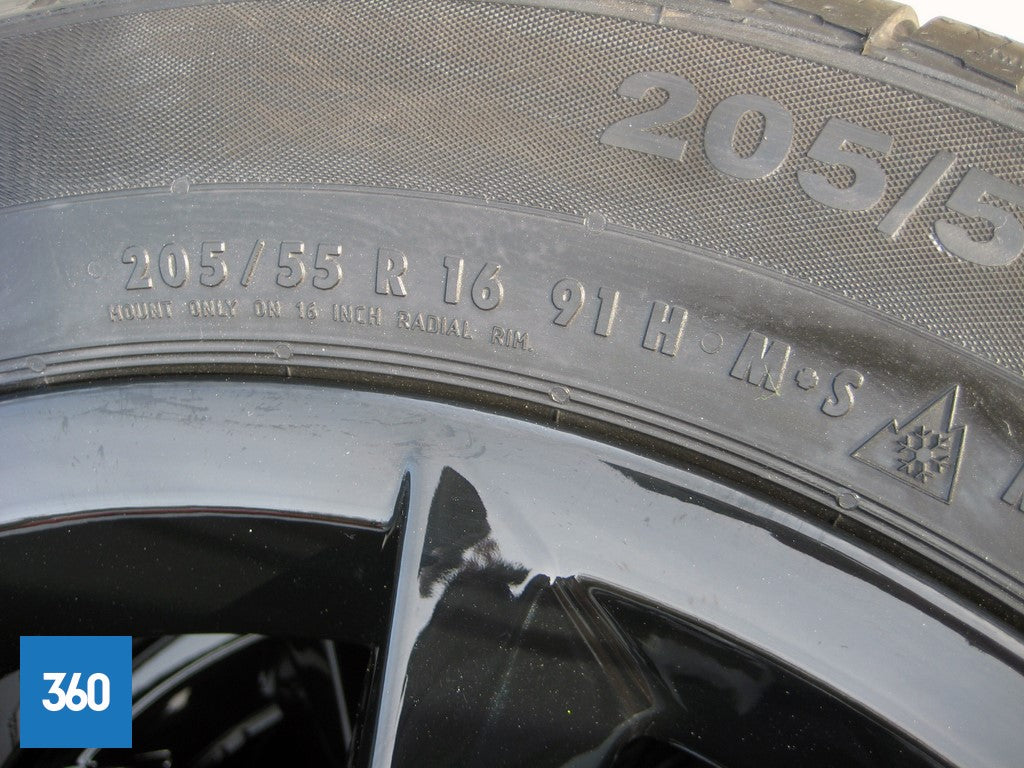 205/5
205/55 R 16 91 H M+S
MOUNT ONLY ON 16 INCH RADIAL RIM.
360